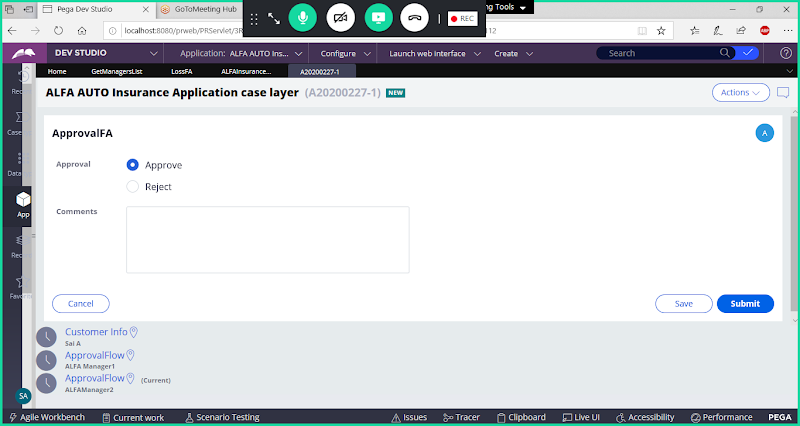 Pega Dev Studio
GoToMeeting Hub
REC
ng Tools
localhost:8080/prweb/PRServlet/3R
112
ABP
DEV STUDIO
Application: ALFA AUTO Ins...
Configure
Launch web interface
Create
Search
Home
GetManagersList
LossFA
ALFAInsurance...
A20200227-1
Rec
ALFA AUTO Insurance Application case layer (A20200227-1) NEW
Actions
Case
ApprovalFA
A
Approval
Approve
Data
Reject
App
Comments
Rec
Favo
Cancel
Save
Submit
Customer Info
Sai A
ApprovalFlow
ALFA Manager1
ApprovalFlow (Current)
ALFAManager2
SA
Agile Workbench
Current work
Scenario Testing
Issues
Tracer
Clipboard
Live UI
Accessibility
Performance
PEGA